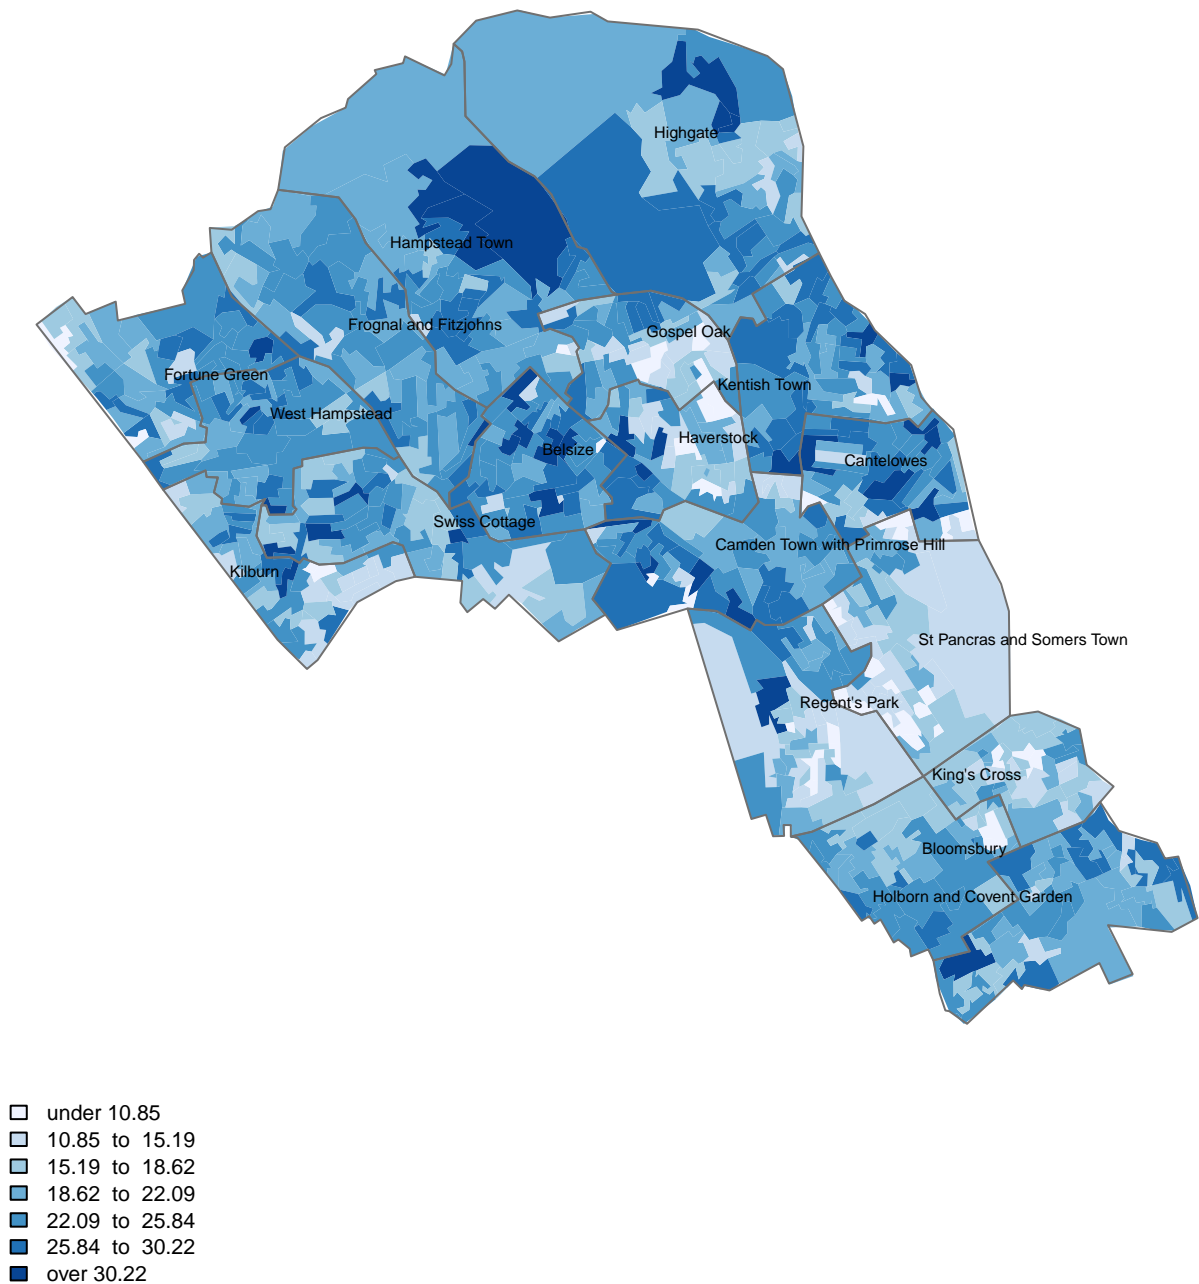 Highgate
Hampstead Town
Frognal and Fitzjohns
Gospel Oak
Fortune Green
Kentish Town
West Hampstead
Haverstock
Belsize
Cantelowes
Swiss Cottage
Camden Town with Primrose Hill
Kilburn
St Pancras and Somers Town
Regent's Park
King's Cross
Bloomsbury
Holborn and Covent Garden
under 10.85
10.85 to 15.19
15.19 to 18.62
18.62 to 22.09
22.09 to 25.84
25.84 to 30.22
over 30.22